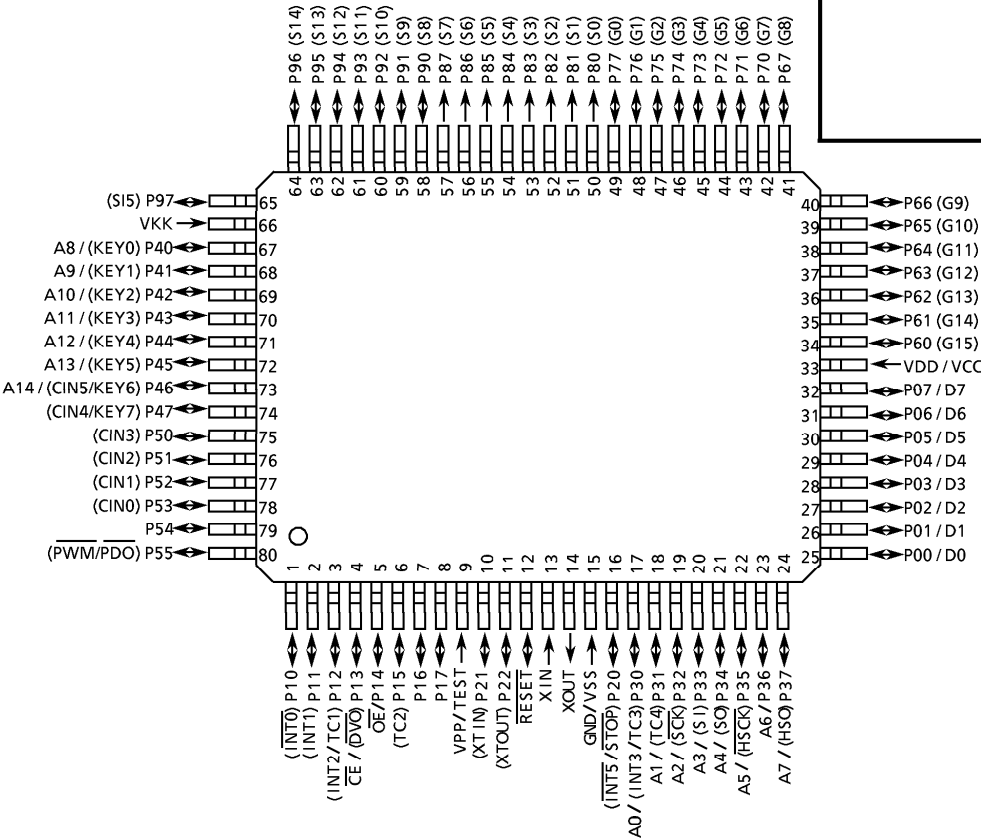 P96 (S14)
P95 (S13)
P94 (S12)
P93 (S11)
P92 (S10)
P91 (S9)
P90 (S8)
P87 (S7)
P86 (S6)
P85 (S5)
P84 (S4)
P83 (S3)
P82 (S2)
P81 (S1)
P80 (S0)
P77 (G0)
P76 (G1)
P75 (G2)
P74 (G3)
P73 (G4)
P72 (G5)
P71 (G6)
P70 (G7)
P67 (G8)
64
63
62
61
60
59
58
57
56
55
54
53
52
51
50
49
48
47
46
45
44
43
42
41
(SI5) P97 65
VKK 66
A8 / (KEY0) P40 67
A9 / (KEY1) P41 68
A10 / (KEY2) P42 69
A11 / (KEY3) P43 70
A12 / (KEY4) P44 71
A13 / (KEY5) P45 72
A14 / (CIN5/KEY6) P46 73
(CIN4/KEY7) P47 74
(CIN3) P50 75
(CIN2) P51 76
(CIN1) P52 77
(CIN0) P53 78
P54 79
(PWM/PDO) P55 80
40 P66 (G9)
39 P65 (G10)
38 P64 (G11)
37 P63 (G12)
36 P62 (G13)
35 P61 (G14)
34 P60 (G15)
33 VDD / VCC
32 P07 / D7
31 P06 / D6
30 P05 / D5
29 P04 / D4
28 P03 / D3
27 P02 / D2
26 P01 / D1
25 P00 / D0
1
2
3
4
5
6
7
8
9
10
11
12
13
14
15
16
17
18
19
20
21
22
23
24
(INT0) P10
(INT1) P11
(INT2/TC1) P12
CE / (DVO) P13
OE/P14
(TC2) P15
P16
P17
VPP/TEST
(XTIN) P21
(XTOUT) P22
RESET
XIN
XOUT
GND/VSS
(INT5/STOP) P20
A0/ (INT3/TC3) P30
A1 / (TC4) P31
A2 / (SCK) P32
A3 / (SI) P33
A4 / (SO) P34
A5 / (HSCK) P35
A6/ P36
A7 / (HSO) P37